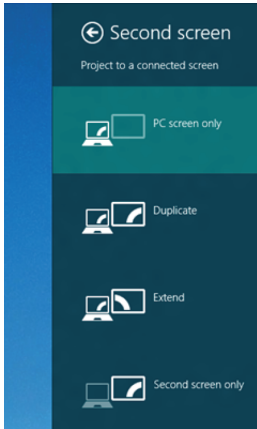 Second screen
Project to a connected screen
PC screen only
Duplicate
Extend
Second screen only